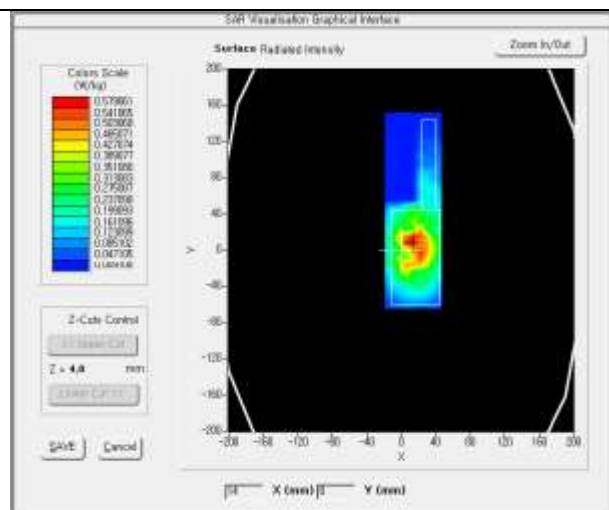 SAR Visualisation Graphical Interface
Surface Radiated Intensity
Zoom In/Out
Colors Scale
(W/kg)
0.579861
0.541865
0.503868
0.465871
0.427874
0.389877
0.351880
0.313883
0.275887
0.237890
0.199893
0.161896
0.123899
0.085102
0.047105
200
160
120
80
40
0
-40
-80
-120
-160
-200
Y
-200 -160 -120 -80 -40 0 40 80 120 160 200
X
Z-Cuts Control
Z = 4,0 mm
SAVE Cancel
X (mm) Y (mm)